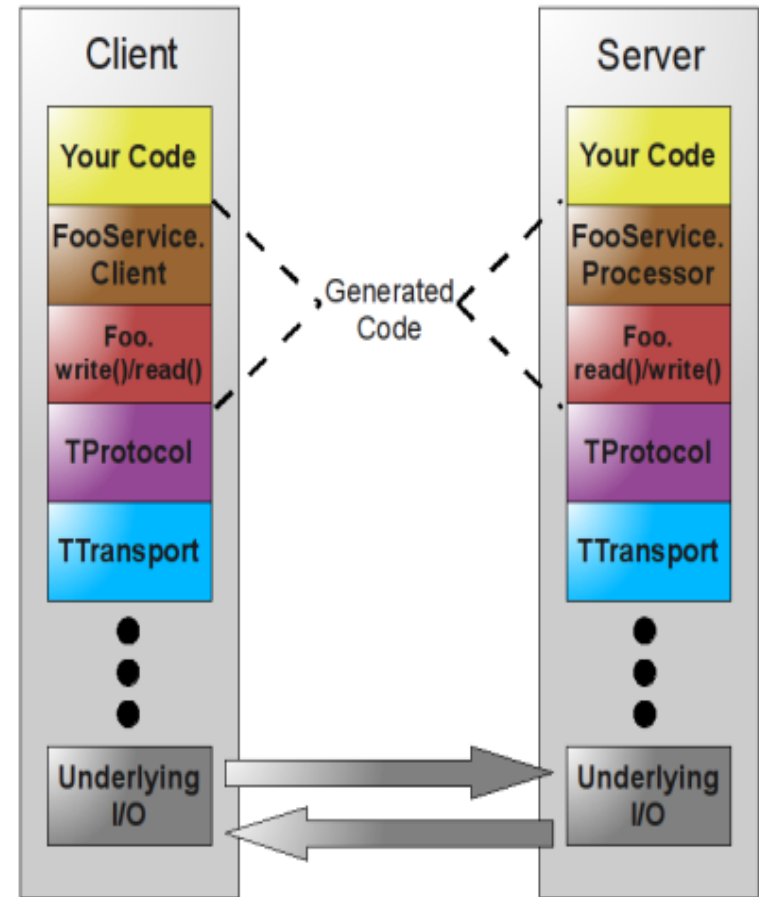 Client
Your Code
FooService.
Client
Foo.
write()/read()
TProtocol
TTransport
Underlying
I/O
Generated
Code
Server
Your Code
FooService.
Processor
Foo.
read()/write()
TProtocol
TTransport
Underlying
I/O